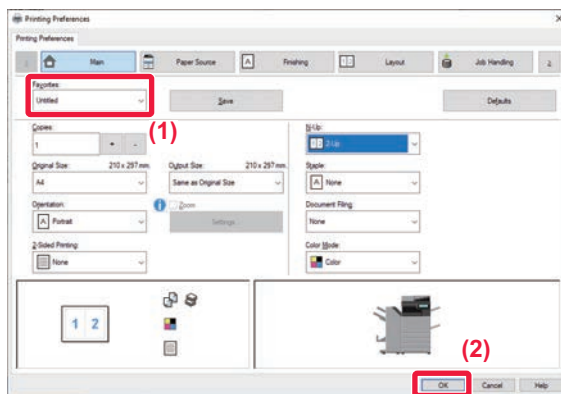 Printing Preferences
Printing Preferences
Main
Paper Source
Finishing
Layout
Job Handling
Favorites:
Untitled
Save
Defaults
(1)
Copies:
1
+
-
N-Up:
2-Up
Original Size:
210 x 297 mm.
Output Size:
210 x 297 mm.
Staple:
A4
Same as Original Size
None
Orientation:
Zoom
Document Filing:
Portrait
Settings
None
2-Sided Printing:
Color Mode:
None
Color
1 2
(2)
OK
Cancel
Help